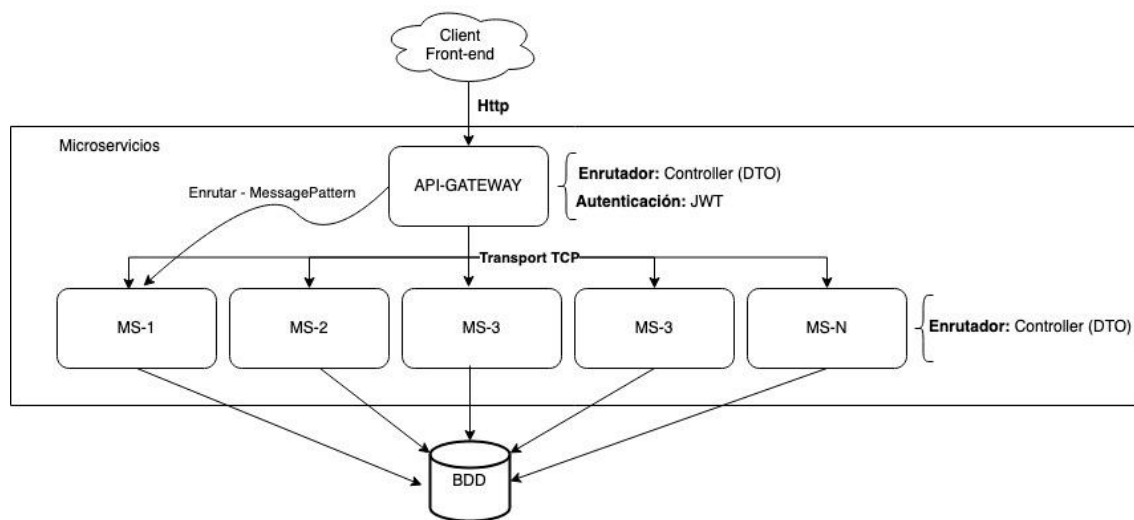 Client
Front-end
Http
Microservicios
API-GATEWAY
Enrutador: Controller (DTO)
Autenticación: JWT
Enrutar - MessagePattern
Transport TCP
MS-1
MS-2
MS-3
MS-3
MS-N
Enrutador: Controller (DTO)
BDD